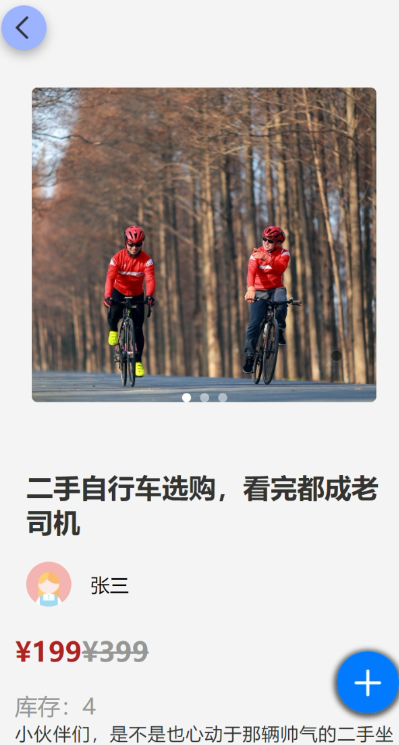 二手自行车选购，看完都成老
司机
张三
¥199¥399
库存：4
小伙伴们，是不是也心动于那辆帅气的二手坐